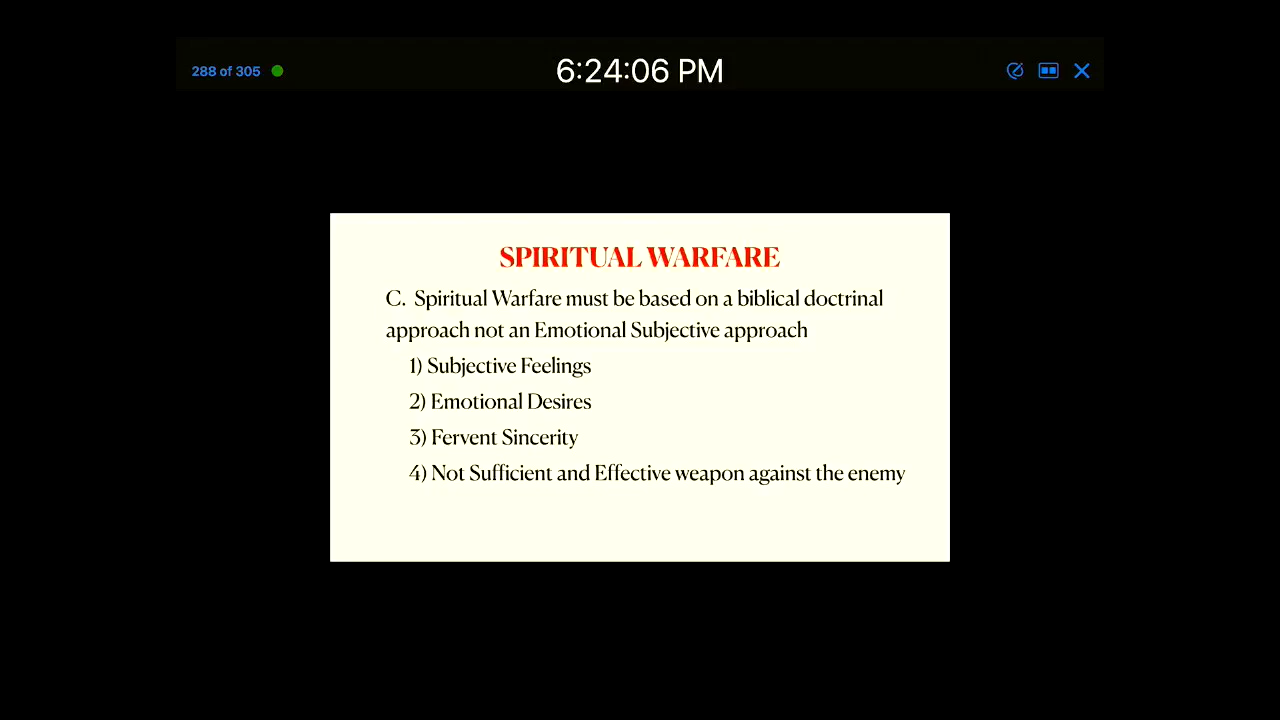 288 of 305
6:24:06 PM
SPIRITUAL WARFARE
C. Spiritual Warfare must be based on a biblical doctrinal
approach not an Emotional Subjective approach
1) Subjective Feelings
2) Emotional Desires
3) Fervent Sincerity
4) Not Sufficient and Effective weapon against the enemy